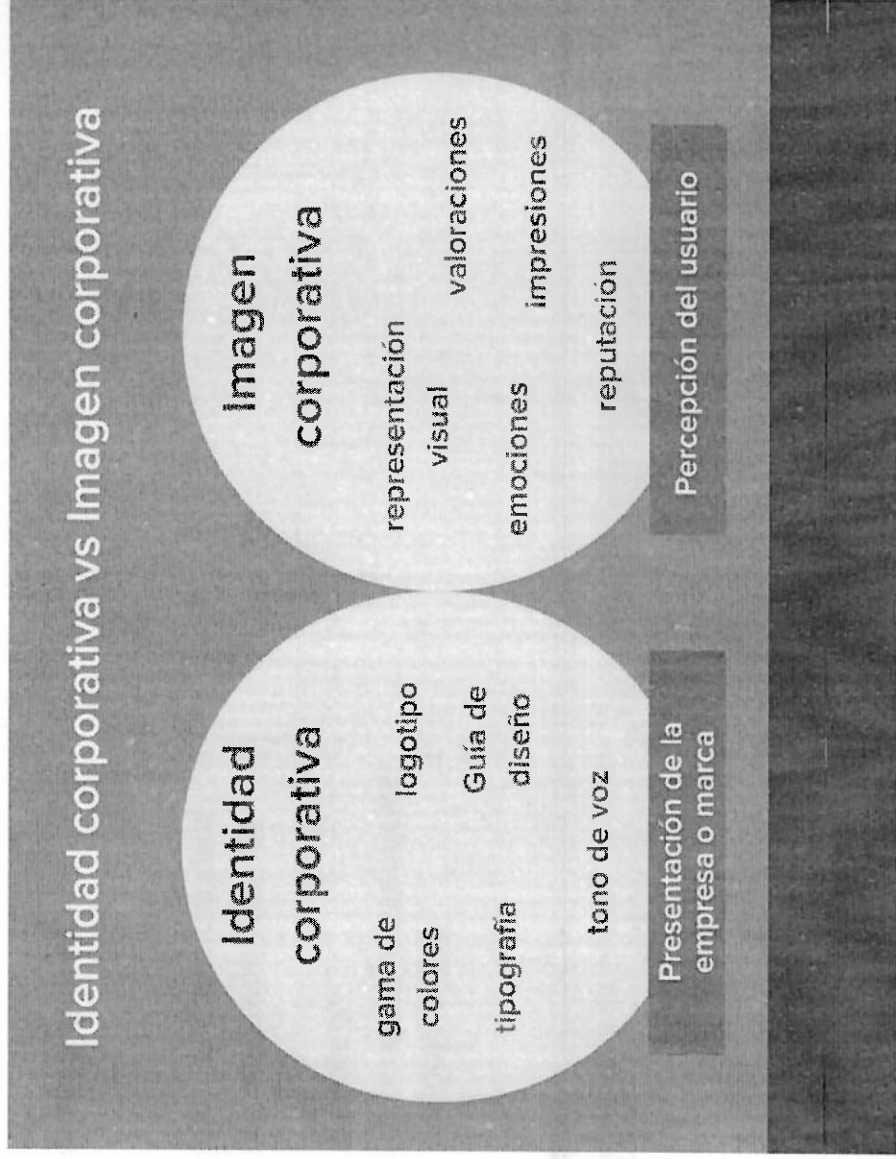 Identidad corporativa vs Imagen corporativa
Identidad
corporativa
gama de
colores
logotipo
tipografía
Guía de
diseño
tono de voz
Presentación de la
empresa o marca
Imagen
corporativa
representación
visual
valoraciones
emociones
impresiones
reputación
Percepción del usuario